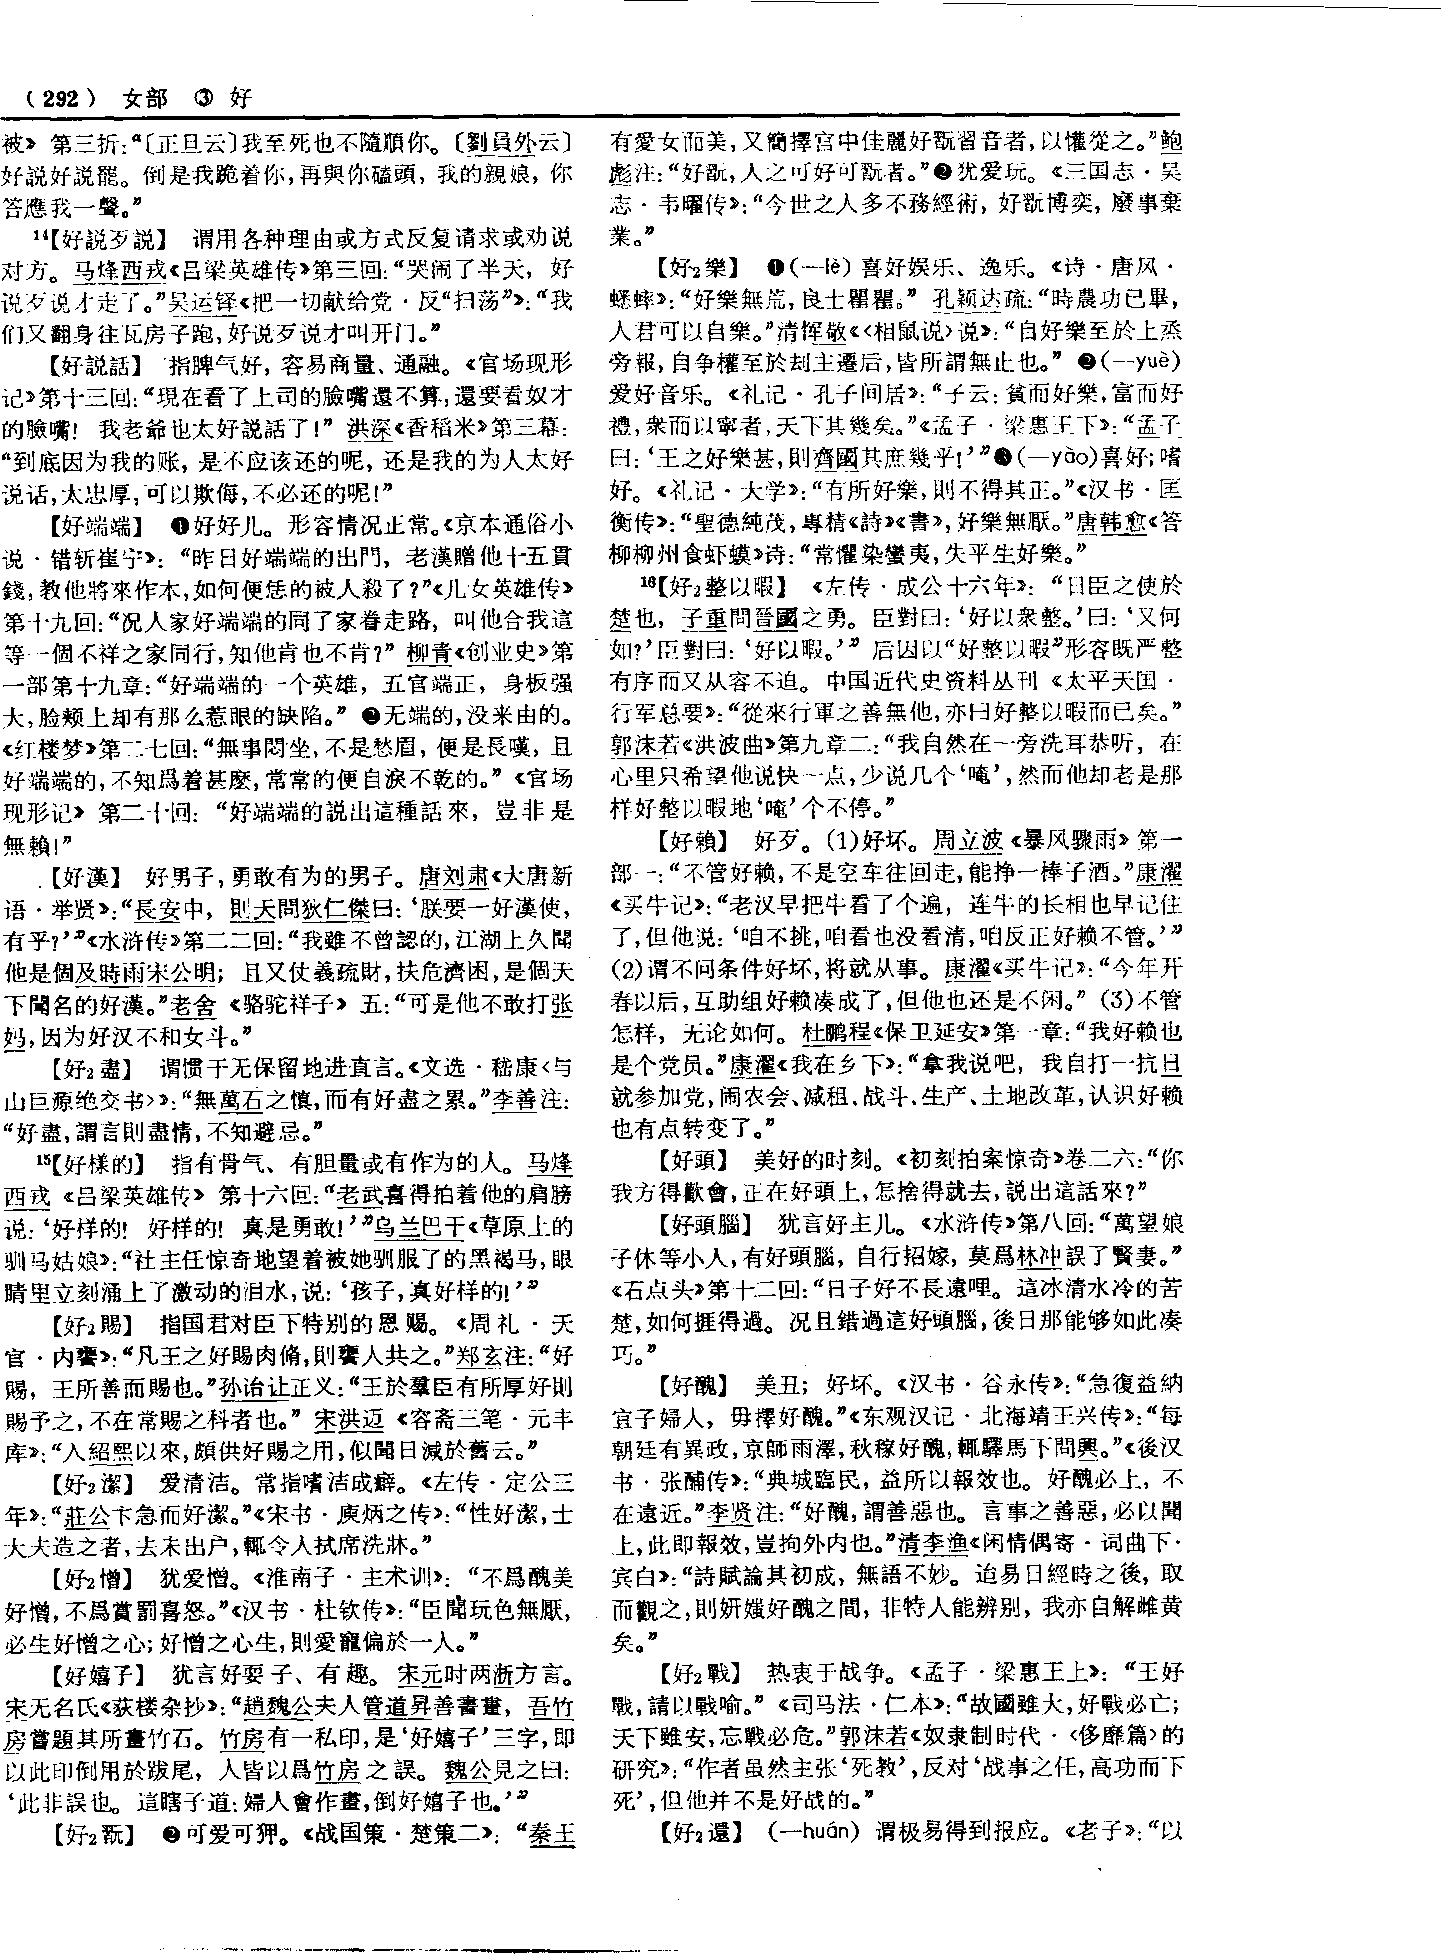 (292) 女部 ③ 好
被》第三折：“〔正旦云〕我至死也不隨順你。〔劉員外云〕
好説好説罷。倒是我跪着你，再與你磕頭，我的親娘，你
答應我一聲。”
14【好説歹説】 谓用各种理由或方式反复请求或劝说
对方。马烽西戎《吕梁英雄传》第三回：“哭闹了半天，好
说歹说才走了。”吴运铎《把一切献给党·反“扫荡”》：“我
们又翻身往瓦房子跑，好说歹说才叫开门。”
【好説話】 指脾气好，容易商量、通融。《官场现形
记》第十三回：“現在看了上司的臉嘴還不算，還要看奴才
的臉嘴！我老爺也太好説話了！”洪深《香稻米》第三幕：
“到底因为我的账，是不应该还的呢，还是我的为人太好
说话，太忠厚，可以欺侮，不必还的呢！”
【好端端】 ❶好好儿。形容情况正常。《京本通俗小
说·错斩崔宁》：“昨日好端端的出門，老漢贈他十五貫
錢，教他將來作本，如何便恁的被人殺了？”《儿女英雄传》
第十九回：“况人家好端端的同了家眷走路，叫他合我這
等一個不祥之家同行，知他肯也不肯？”柳青《创业史》第
一部第十九章：“好端端的一个英雄，五官端正，身板强
大，脸颊上却有那么惹眼的缺陷。”❷无端的，没来由的。
《红楼梦》第二七回：“無事悶坐，不是愁眉，便是長嘆，且
好端端的，不知爲着甚麽，常常的便自淚不乾的。”《官场
现形记》第二十回：“好端端的説出這種話來，豈非是
無賴！”
【好漢】 好男子，勇敢有为的男子。唐刘肃《大唐新
语·举贤》：“長安中，則天問狄仁傑曰：‘朕要一好漢使，
有乎？’”《水浒传》第二二回：“我雖不曾認的，江湖上久聞
他是個及時雨宋公明；且又仗義疏財，扶危濟困，是個天
下聞名的好漢。”老舍《骆驼祥子》五：“可是他不敢打张
妈，因为好汉不和女斗。”
【好2盡】 谓惯于无保留地进直言。《文选·嵇康〈与
山巨源绝交书〉》：“無萬石之慎，而有好盡之累。”李善注：
“好盡，謂言則盡情，不知避忌。”
15【好樣的】 指有骨气、有胆量或有作为的人。马烽
西戎《吕梁英雄传》第十六回：“老武喜得拍着他的肩膀
说：‘好样的！好样的！真是勇敢！’”乌兰巴干《草原上的
驯马姑娘》：“社主任惊奇地望着被她驯服了的黑褐马，眼
睛里立刻涌上了激动的泪水，说：‘孩子，真好样的！’”
【好2賜】 指国君对臣下特别的恩赐。《周礼·天
官·内饔》：“凡王之好賜肉脩，則饔人共之。”郑玄注：“好
賜，王所善而賜也。”孙诒让正义：“王於羣臣有所厚好則
賜予之，不在常賜之科者也。”宋洪迈《容斋三笔·元丰
库》：“入紹熙以來，頗供好賜之用，似聞日減於舊云。”
【好2潔】 爱清洁。常指嗜洁成癖。《左传·定公三
年》：“莊公卞急而好潔。”《宋书·庾炳之传》：“性好潔，士
大夫造之者，去未出户，輒令人拭席洗牀。”
【好2憎】 犹爱憎。《淮南子·主术训》：“不爲醜美
好憎，不爲賞罰喜怒。”《汉书·杜钦传》：“臣聞玩色無厭，
必生好憎之心；好憎之心生，則愛寵偏於一人。”
【好嬉子】 犹言好耍子、有趣。宋元时两浙方言。
宋无名氏《荻楼杂抄》：“趙魏公夫人管道昇善書畫，吾竹
房嘗題其所畫竹石。竹房有一私印，是‘好嬉子’三字，即
以此印倒用於跋尾，人皆以爲竹房之誤。魏公見之曰：
‘此非誤也。這瞎子道：婦人會作畫，倒好嬉子也。’”
【好2翫】 ❷可爱可狎。《战国策·楚策二》：“秦王
有愛女而美，又簡擇宫中佳麗好翫習音者，以懽從之。”鲍
彪注：“好翫，人之可好可翫者。”❷犹爱玩。《三国志·吴
志·韦曜传》：“今世之人多不務經術，好翫博奕，廢事棄
業。”
【好2樂】 ❶(—lè) 喜好娱乐、逸乐。《诗·唐风·
蟋蟀》：“好樂無荒，良士瞿瞿。”孔颖达疏：“時農功已畢，
人君可以自樂。”清恽敬《〈相鼠说〉说》：“自好樂至於上烝
旁報，自争權至於刦主遷后，皆所謂無止也。”❷(—yuè)
爱好音乐。《礼记·孔子闲居》：“子云：貧而好樂，富而好
禮，衆而以寧者，天下其幾矣。”《孟子·梁惠王下》：“孟子
曰：‘王之好樂甚，則齊國其庶幾乎！’”❸(—yào)喜好；嗜
好。《礼记·大学》：“有所好樂，則不得其正。”《汉书·匡
衡传》：“聖德純茂，專精《詩》《書》，好樂無厭。”唐韩愈《答
柳柳州食虾蟆》诗：“常懼染蠻夷，失平生好樂。”
16【好2整以暇】 《左传·成公十六年》：“日臣之使於
楚也，子重問晉國之勇。臣對曰：‘好以衆整。’曰：‘又何
如？’臣對曰：‘好以暇。’”后因以“好整以暇”形容既严整
有序而又从容不迫。中国近代史资料丛刊《太平天国·
行军总要》：“從來行軍之善無他，亦曰好整以暇而已矣。”
郭沫若《洪波曲》第九章二：“我自然在一旁洗耳恭听，在
心里只希望他说快一点，少说几个‘唵’，然而他却老是那
样好整以暇地‘唵’个不停。”
【好賴】 好歹。(1)好坏。周立波《暴风骤雨》第一
部一：“不管好赖，不是空车往回走，能挣一棒子酒。”康濯
《买牛记》：“老汉早把牛看了个遍，连牛的长相也早记住
了，但他说：‘咱不挑，咱看也没看清，咱反正好赖不管。’”
(2)谓不问条件好坏，将就从事。康濯《买牛记》：“今年开
春以后，互助组好赖凑成了，但他也还是不闲。”(3)不管
怎样，无论如何。杜鹏程《保卫延安》第一章：“我好赖也
是个党员。”康濯《我在乡下》：“拿我说吧，我自打一抗日
就参加党，闹农会、减租、战斗、生产、土地改革，认识好赖
也有点转变了。”
【好頭】 美好的时刻。《初刻拍案惊奇》卷二六：“你
我方得歡會，正在好頭上，怎捨得就去，説出這話來？”
【好頭腦】 犹言好主儿。《水浒传》第八回：“萬望娘
子休等小人，有好頭腦，自行招嫁，莫爲林冲誤了賢妻。”
《石点头》第十二回：“日子好不長遠哩。這冰清水冷的苦
楚，如何捱得過。况且錯過這好頭腦，後日那能够如此凑
巧。”
【好醜】 美丑；好坏。《汉书·谷永传》：“急復益納
宜子婦人，毋擇好醜。”《东观汉记·北海靖王兴传》：“每
朝廷有異政，京師雨澤，秋稼好醜，輒驛馬下問興。”《後汉
书·张酺传》：“典城臨民，益所以報效也。好醜必上，不
在遠近。”李贤注：“好醜，謂善惡也。言事之善惡，必以聞
上，此即報效，豈拘外内也。”清李渔《闲情偶寄·词曲下·
宾白》：“詩賦論其初成，無語不妙。迨易日經時之後，取
而觀之，則妍媸好醜之間，非特人能辨别，我亦自解雌黄
矣。”
【好2戰】 热衷于战争。《孟子·梁惠王上》：“王好
戰，請以戰喻。”《司马法·仁本》：“故國雖大，好戰必亡；
天下雖安，忘戰必危。”郭沫若《奴隶制时代·〈侈靡篇〉的
研究》：“作者虽然主张‘死教’，反对‘战事之任，高功而下
死’，但他并不是好战的。”
【好2還】 (—huán) 谓极易得到报应。《老子》：“以